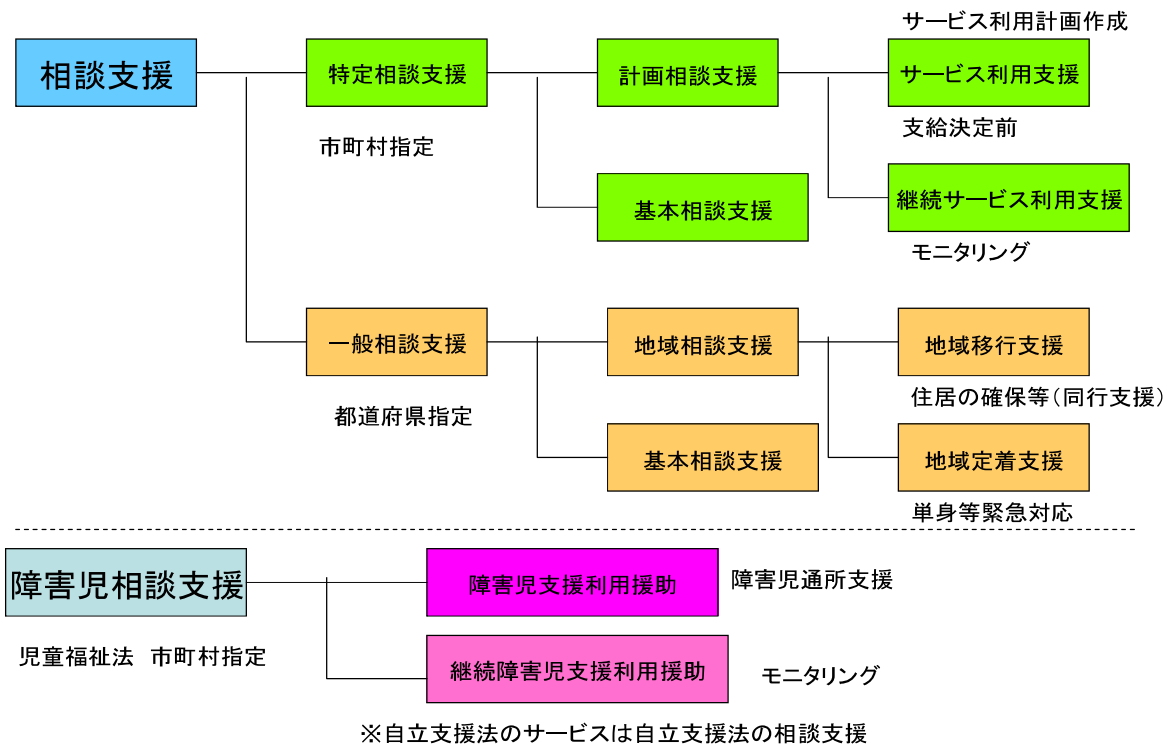 サービス利用計画作成
相談支援
特定相談支援
計画相談支援
サービス利用支援
市町村指定
支給決定前
基本相談支援
継続サービス利用支援
モニタリング
一般相談支援
地域相談支援
地域移行支援
都道府県指定
住居の確保等（同行支援）
基本相談支援
地域定着支援
単身等緊急対応
障害児相談支援
障害児支援利用援助
障害児通所支援
児童福祉法　市町村指定
継続障害児支援利用援助
モニタリング
※自立支援法のサービスは自立支援法の相談支援